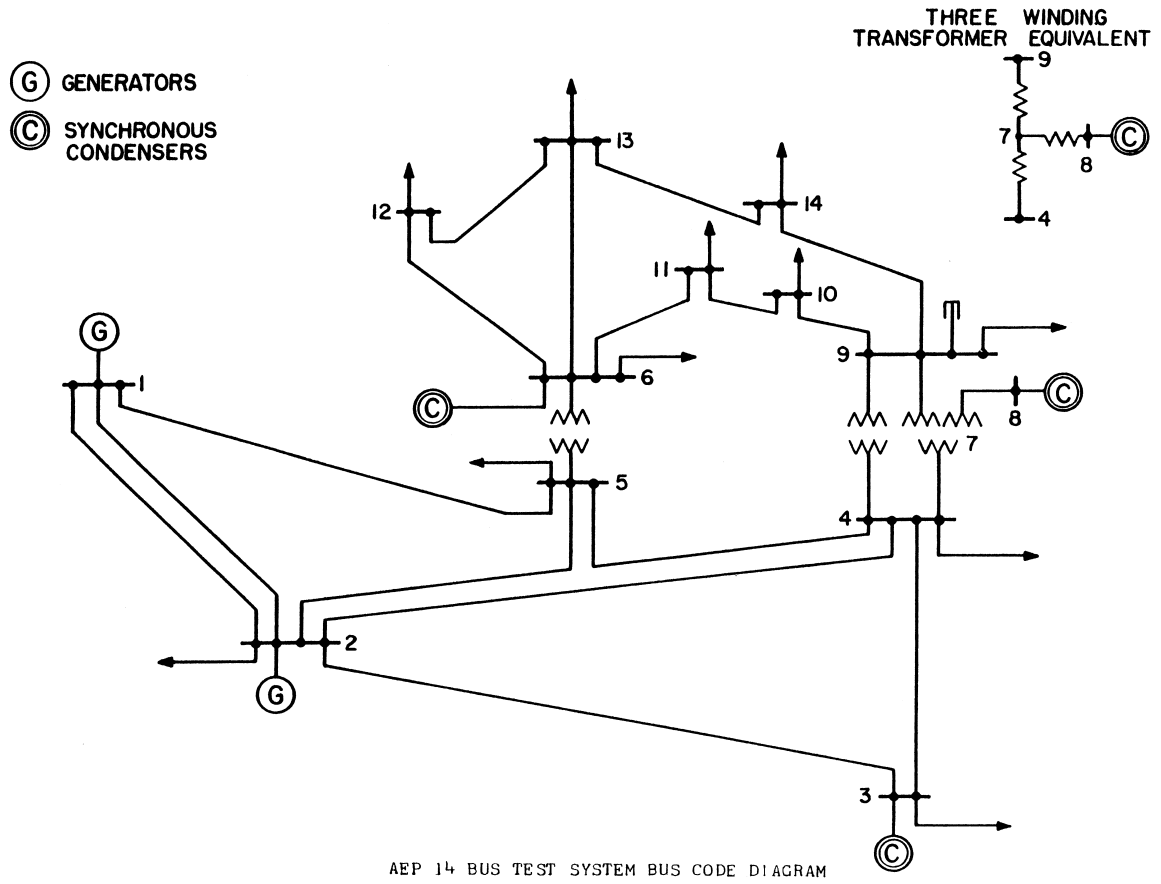 THREE WINDING
TRANSFORMER EQUIVALENT
9
7
C
8
4
G GENERATORS
C SYNCHRONOUS
CONDENSERS
13
14
12
11
10
G
1
9
6
C
8
C
7
5
4
2
G
3
C
AEP 14 BUS TEST SYSTEM BUS CODE DIAGRAM